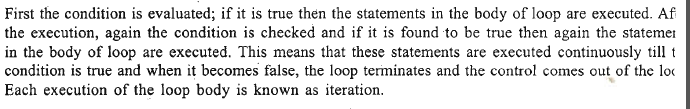 First the condition is evaluated; if it is true then the statements in the body of loop are executed. Af
the execution, again the condition is checked and if it is found to be true then again the statemer
in the body of loop are executed. This means that these statements are executed continuously till t
condition is true and when it becomes false, the loop terminates and the control comes out of the loo
Each execution of the loop body is known as iteration.